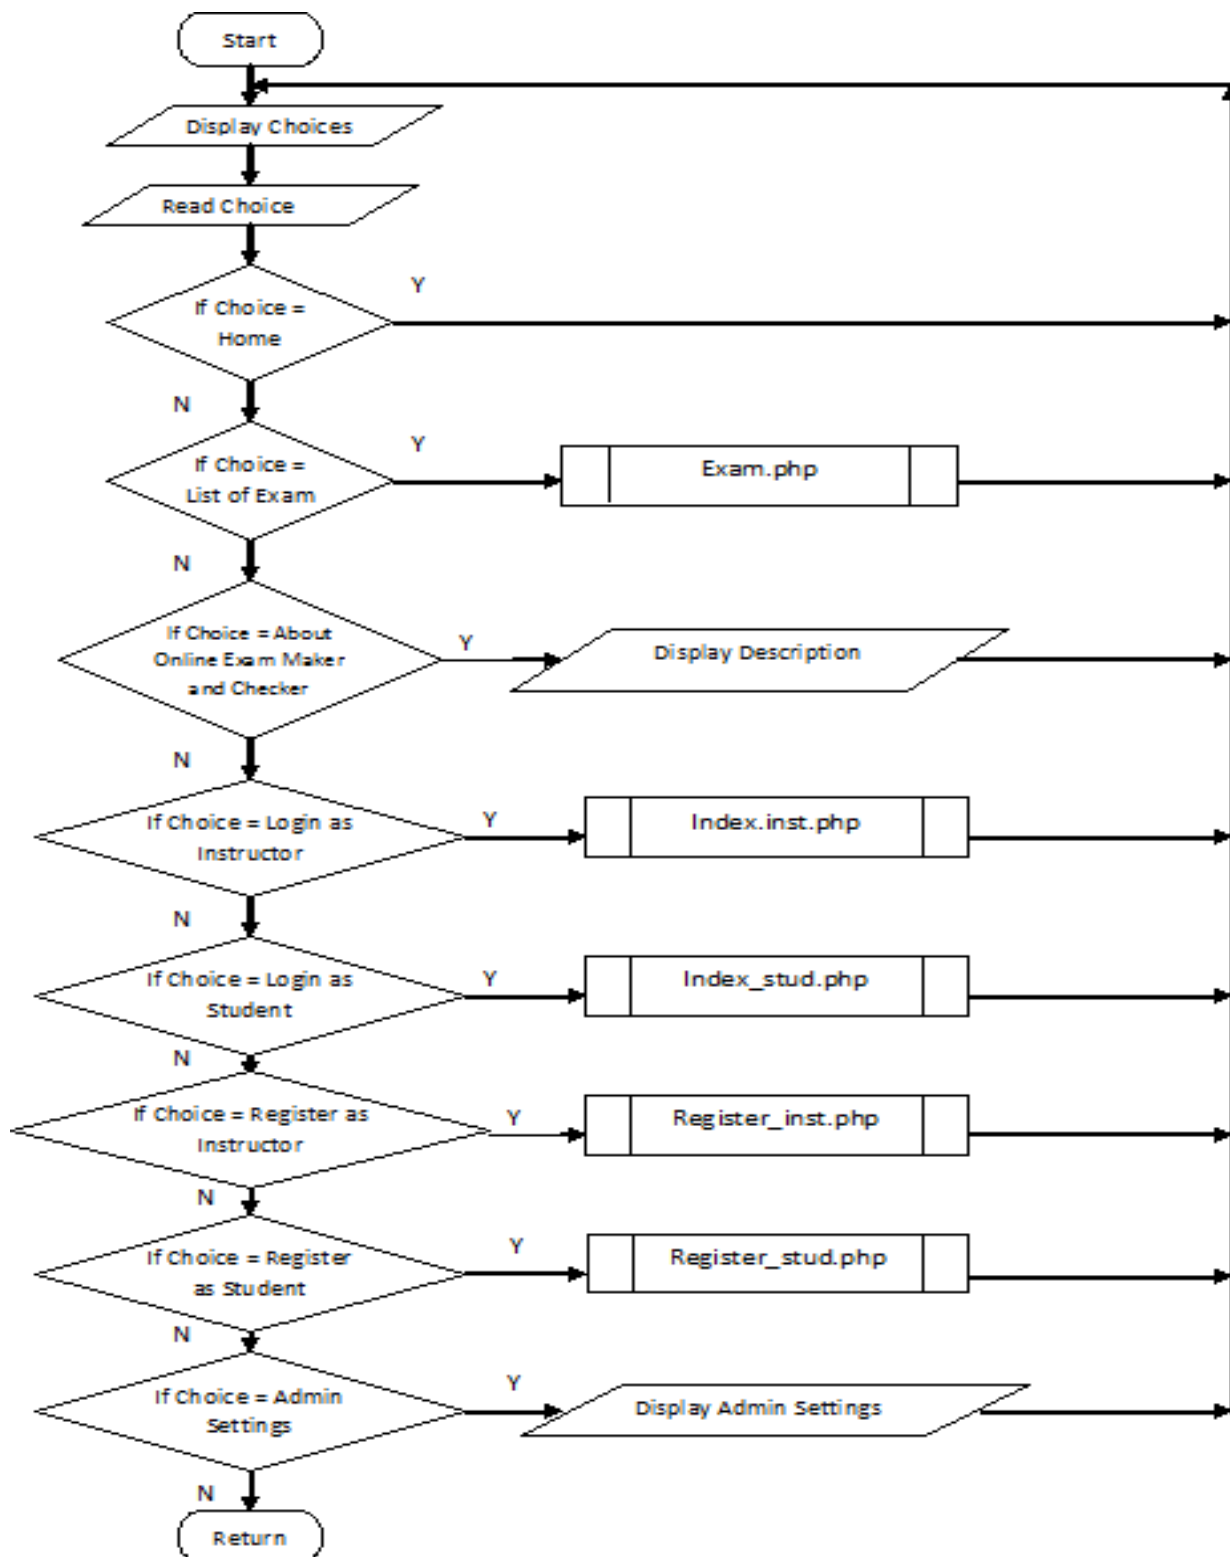 Start
Display Choices
Read Choice
If Choice =
Home
Y
N
If Choice =
List of Exam
Y
Exam.php
N
If Choice = About
Online Exam Maker
and Checker
Y
Display Description
N
If Choice = Login as
Instructor
Y
Index.inst.php
N
If Choice = Login as
Student
Y
Index_stud.php
N
If Choice = Register as
Instructor
Y
Register_inst.php
N
If Choice = Register
as Student
Y
Register_stud.php
N
If Choice = Admin
Settings
Y
Display Admin Settings
N
Return